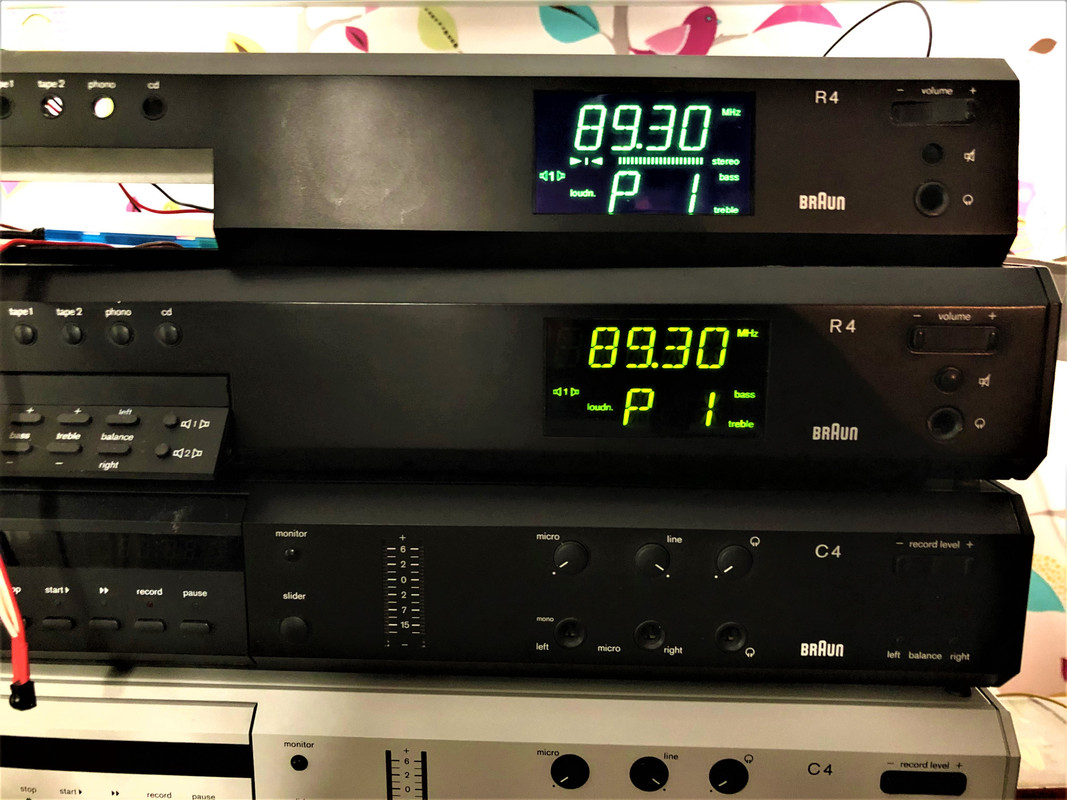 tape 2 phono cd
R4
− volume +
89.30 MHz
stereo
1
bass
loudn.
P 1
treble
BRAUN
tape1 tape 2 phono cd
R4
− volume +
89.30 MHz
1
bass
loudn.
P 1
treble
BRAUN
+ + left
1
bass treble balance
2
− − right
monitor
+
6
2
0
2
7
15
−
micro line
C4
− record level +
start
record
pause
slider
mono
left micro right
BRAUN
left balance right
monitor
+
6
2
0
micro line
C4
− record level +
stop start record pause